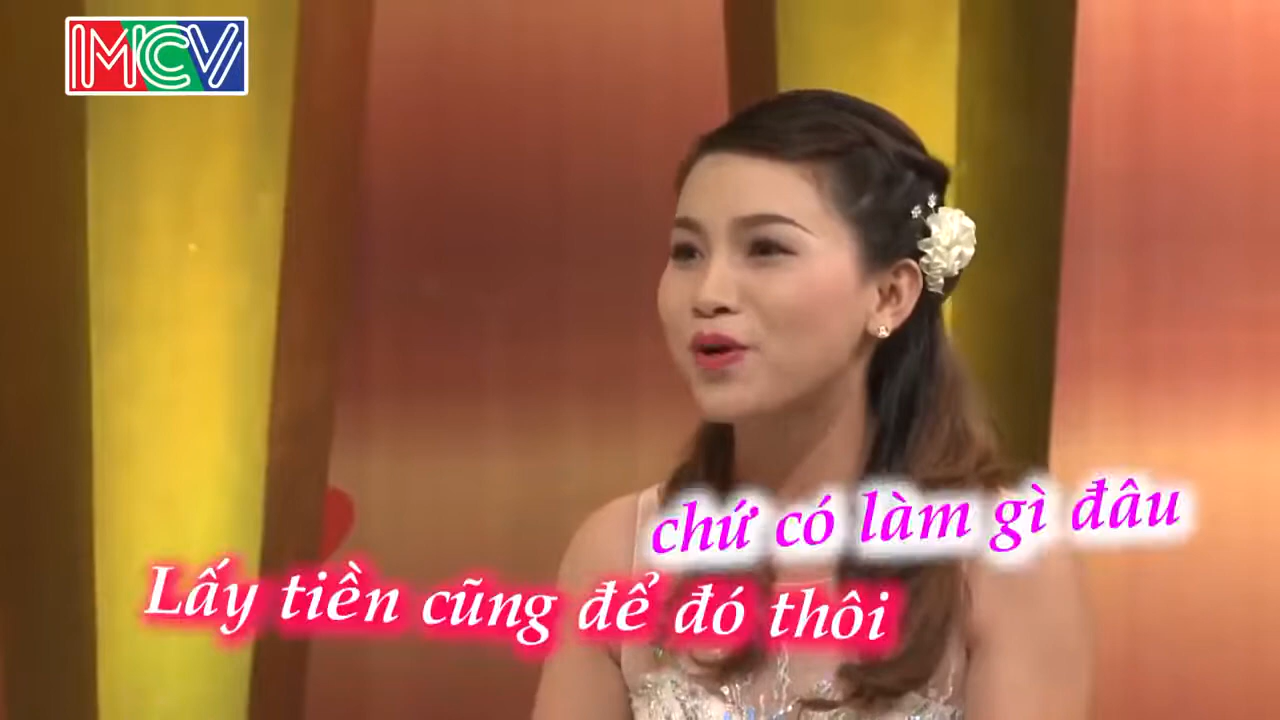 MCV
Lấy tiền cũng để đó thôi
chứ có làm gì đâu